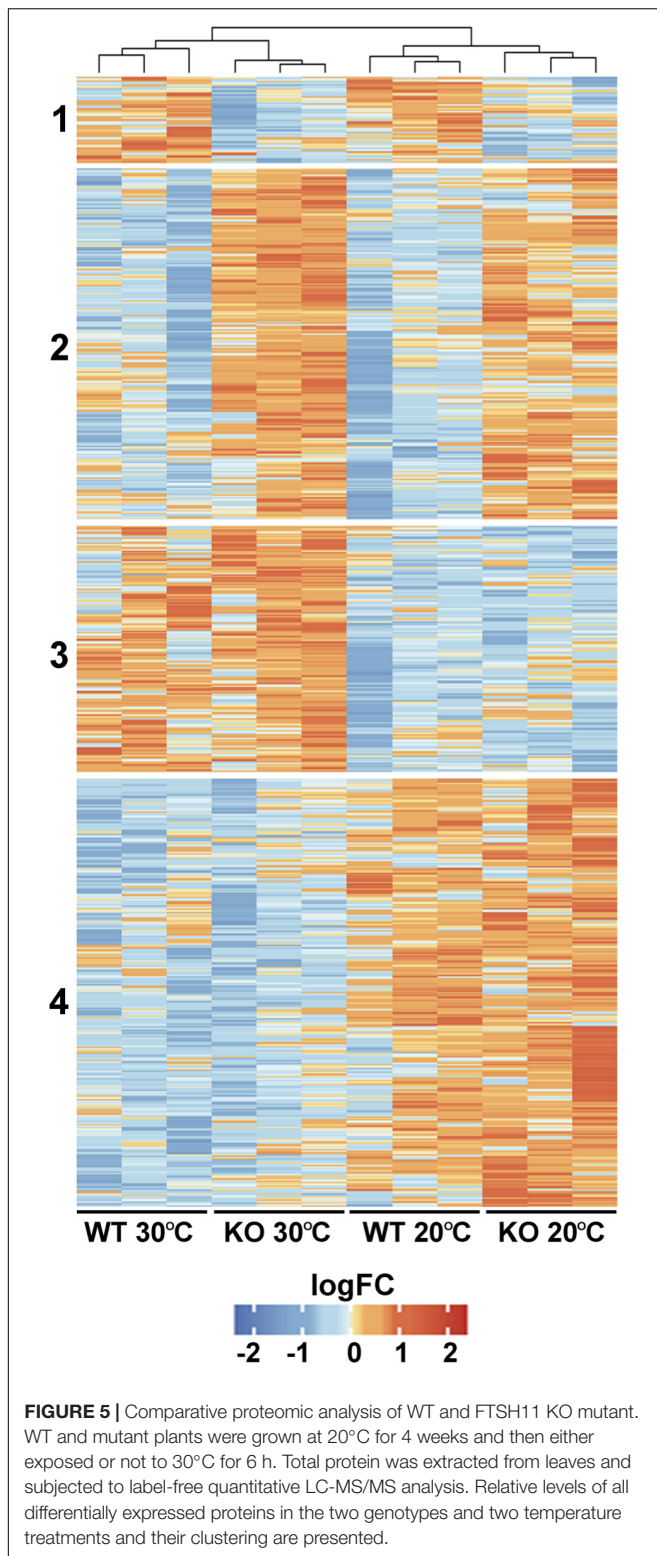 1
2
3
4
WT 30°C KO 30°C WT 20°C KO 20°C
logFC
-2 -1 0 1 2
FIGURE 5 | Comparative proteomic analysis of WT and FTSH11 KO mutant.
WT and mutant plants were grown at 20°C for 4 weeks and then either
exposed or not to 30°C for 6 h. Total protein was extracted from leaves and
subjected to label-free quantitative LC-MS/MS analysis. Relative levels of all
differentially expressed proteins in the two genotypes and two temperature
treatments and their clustering are presented.